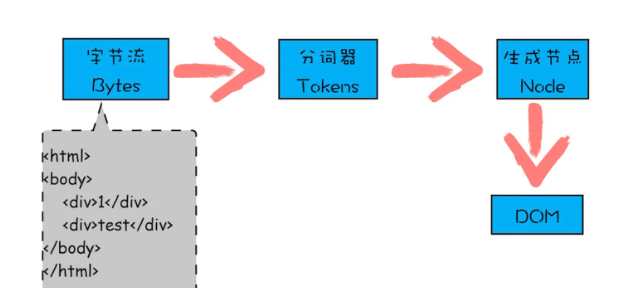 字节流
Bytes
分词器
Tokens
生成节点
Node
DOM
<html>
<body>
<div>1</div>
<div>test</div>
</body>
</html>